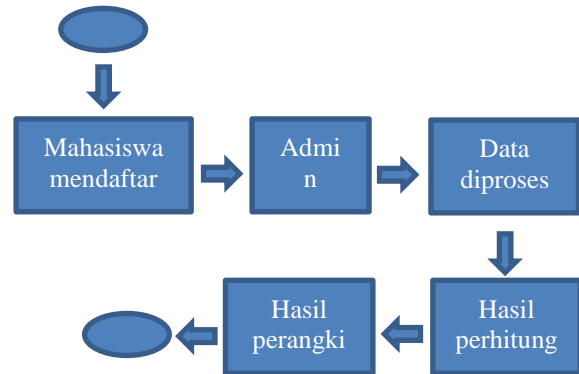 Mahasiswa
mendaftar
Admi
n
Data
diproses
Hasil
perangki
Hasil
perhitung